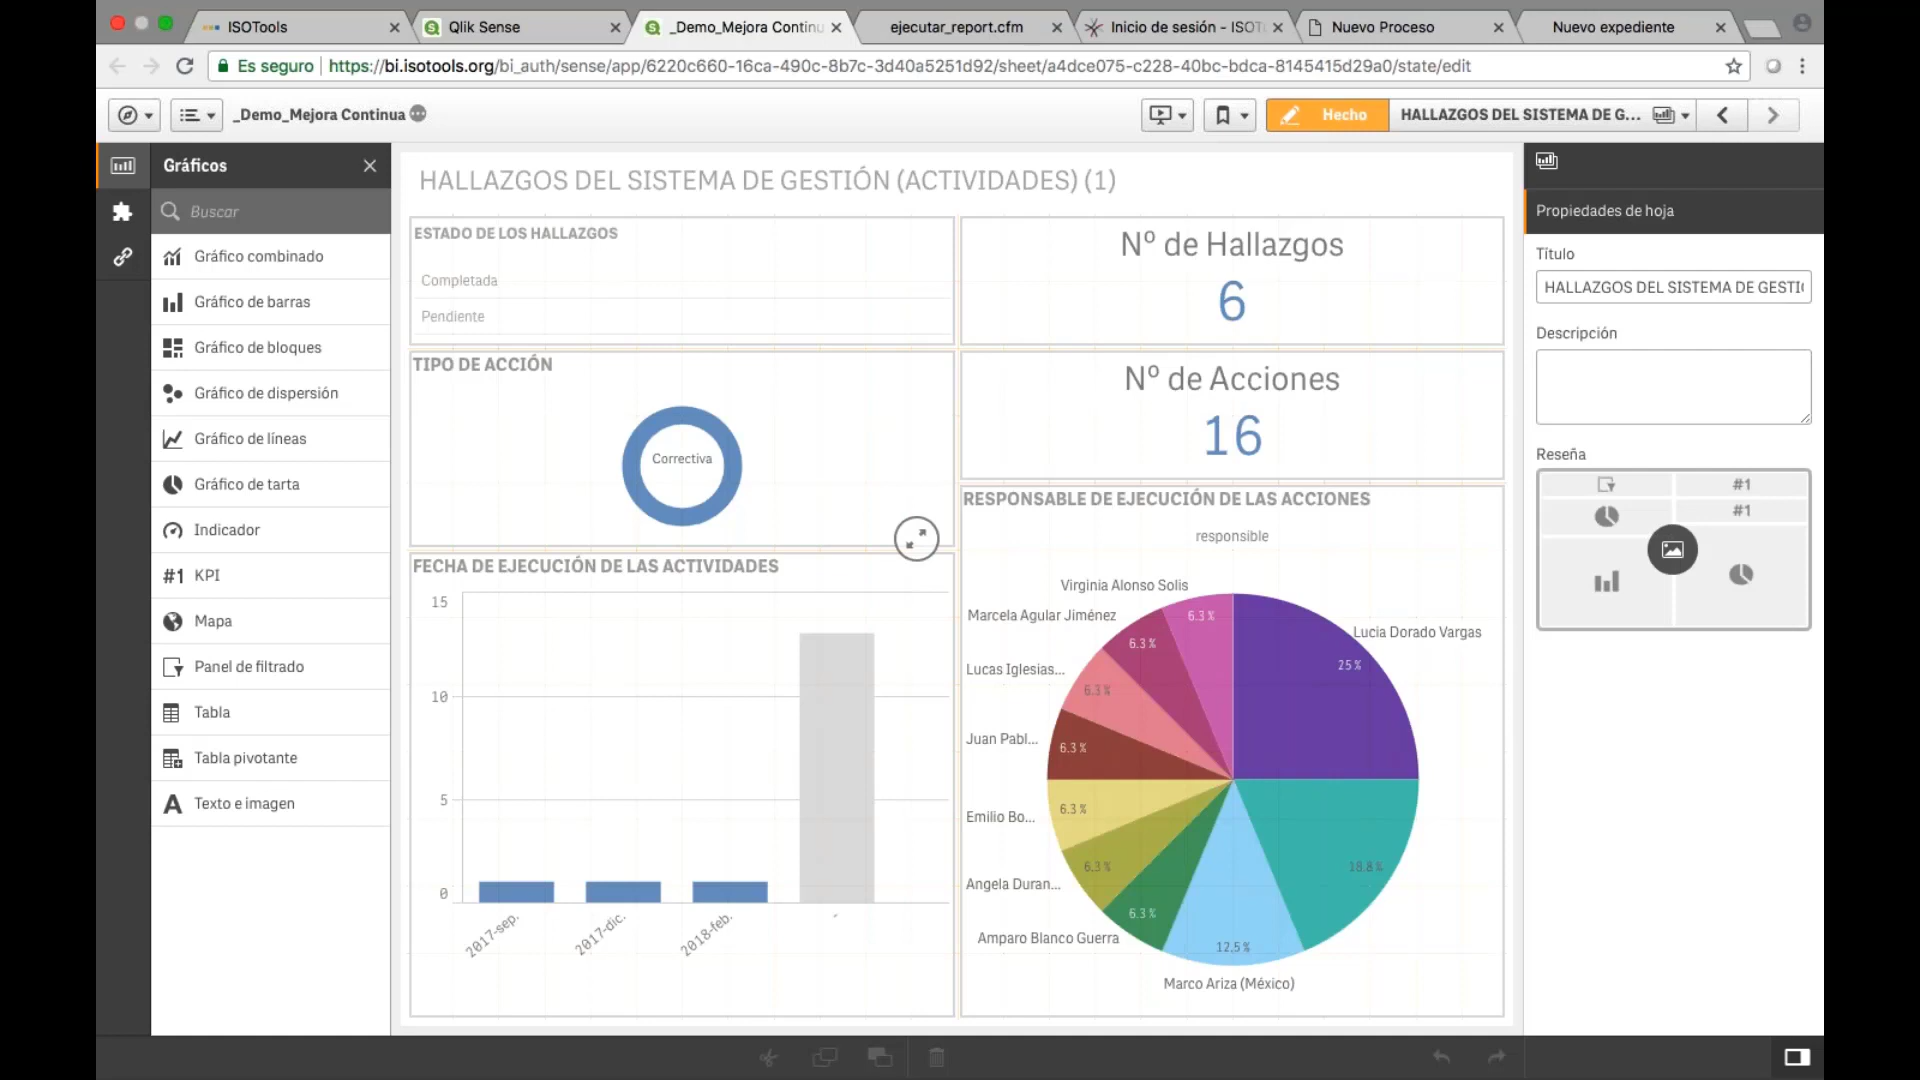 ISOTools
Qlik Sense
_Demo_Mejora Continu
ejecutar_report.cfm
Inicio de sesión - ISOT
Nuevo Proceso
Nuevo expediente
Es seguro | https://bi.isotools.org/bi_auth/sense/app/6220c660-16ca-490c-8b7c-3d40a5251d92/sheet/a4dce075-c228-40bc-bdca-8145415d29a0/state/edit
_Demo_Mejora Continua
Hecho
HALLAZGOS DEL SISTEMA DE G...
Gráficos
Buscar
Gráfico combinado
Gráfico de barras
Gráfico de bloques
Gráfico de dispersión
Gráfico de líneas
Gráfico de tarta
Indicador
#1 KPI
Mapa
Panel de filtrado
Tabla
Tabla pivotante
A Texto e imagen
HALLAZGOS DEL SISTEMA DE GESTIÓN (ACTIVIDADES) (1)
ESTADO DE LOS HALLAZGOS
Completada
Pendiente
Nº de Hallazgos
6
TIPO DE ACCIÓN
Correctiva
Nº de Acciones
16
FECHA DE EJECUCIÓN DE LAS ACTIVIDADES
15
10
5
0
2017-sep.
2017-dic.
2018-feb.
-
RESPONSABLE DE EJECUCIÓN DE LAS ACCIONES
responsible
Virginia Alonso Solis
Marcela Agular Jiménez
Lucia Dorado Vargas
Lucas Iglesias...
Juan Pabl...
Emilio Bo...
Angela Duran...
Amparo Blanco Guerra
Marco Ariza (México)
6.3 %
6.3 %
25 %
6.3 %
6.3 %
6.3 %
6.3 %
18.8 %
6.3 %
12,5 %
Propiedades de hoja
Título
HALLAZGOS DEL SISTEMA DE GESTI
Descripción
Reseña
#1
#1